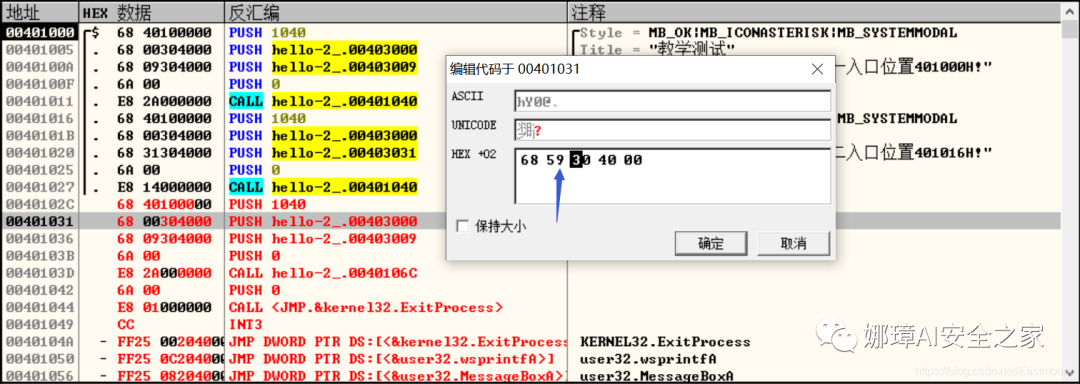 地址 HEX 数据 反汇编 注释
00401000 $ 68 40100000 PUSH 1040 Style = MB_OK|MB_ICONASTERISK|MB_SYSTEMMODAL
00401005 . 68 00304000 PUSH hello-2_.00403000 Title = "教学测试"
0040100A . 68 09304000 PUSH hello-2_.00403009 一入口位置401000H!"
0040100F . 6A 00 PUSH 0
00401011 . E8 2A000000 CALL hello-2_.00401040
00401016 . 68 40100000 PUSH 1040 MB_SYSTEMMODAL
0040101B . 68 00304000 PUSH hello-2_.00403000
00401020 . 68 31304000 PUSH hello-2_.00403031 二入口位置401016H!"
00401025 . 6A 00 PUSH 0
00401027 . E8 14000000 CALL hello-2_.00401040
0040102C 68 40100000 PUSH 1040
00401031 68 00304000 PUSH hello-2_.00403000
00401036 68 09304000 PUSH hello-2_.00403009
0040103B 6A 00 PUSH 0
0040103D E8 2A000000 CALL hello-2_.0040106C
6A 00 PUSH 0
00401044 E8 01000000 CALL <JMP.&kernel32.ExitProcess>
00401049 CC INT3
0040104A - FF25 00204000 JMP DWORD PTR DS:[<&kernel32.ExitProcess KERNEL32.ExitProcess
00401050 - FF25 0C204000 JMP DWORD PTR DS:[<&user32.wsprintfA>] user32.wsprintfA
00401056 - FF25 08204000 JMP DWORD PTR DS:[<&user32.MessageBoxA>] user32.MessageBoxA
编辑代码于 00401031
ASCII hY0@.
UNICODE ?
HEX +02 68 59 30 40 00
保持大小
确定 取消
娜璋AI安全之家